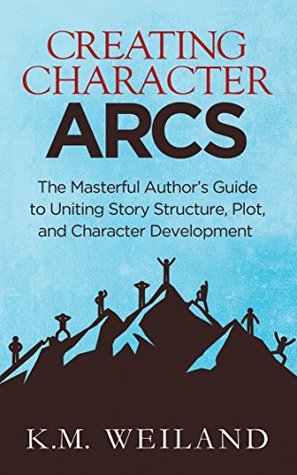 CREATING
CHARACTER
ARCS
The Masterful Author's Guide
to Uniting Story Structure, Plot,
and Character Development
K.M. WEILAND